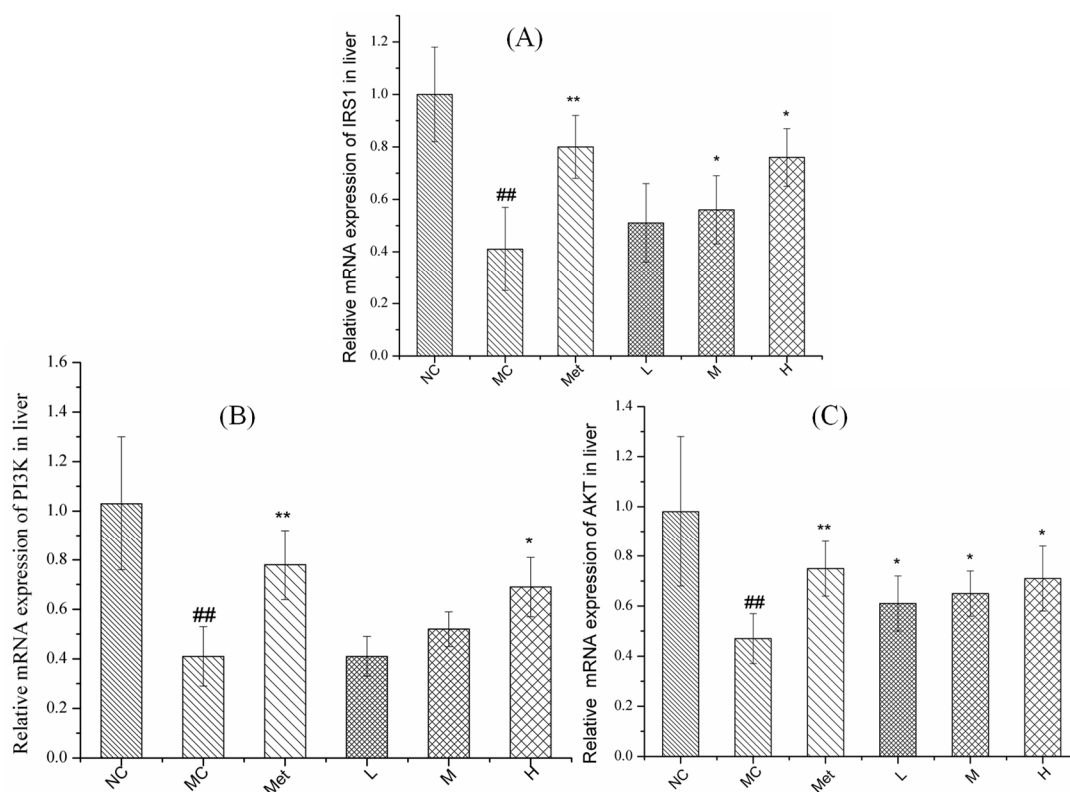 (A)
Relative mRNA expression of IRS1 in liver
1.2
1.0
0.8
0.6
0.4
0.2
0.0
##
**
*
*
NC
MC
Met
L
M
H
(B)
Relative mRNA expression of PI3K in liver
1.6
1.4
1.2
1.0
0.8
0.6
0.4
0.2
0.0
##
**
*
NC
MC
Met
L
M
H
(C)
Relative mRNA expression of AKT in liver
1.4
1.2
1.0
0.8
0.6
0.4
0.2
0.0
##
**
*
*
*
NC
MC
Met
L
M
H